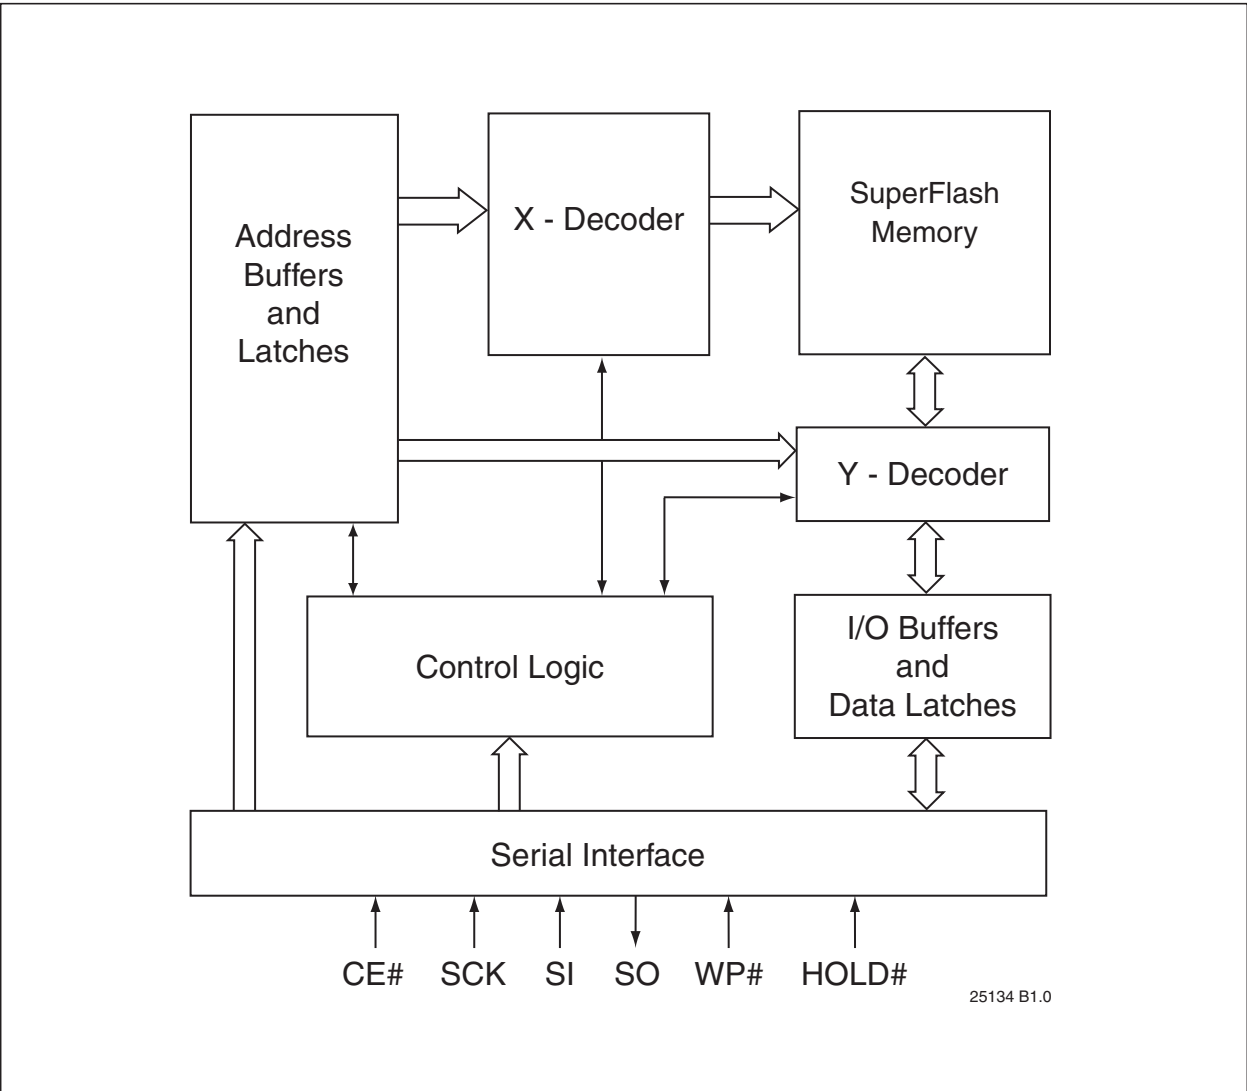 Address
Buffers
and
Latches
X - Decoder
SuperFlash
Memory
Y - Decoder
Control Logic
I/O Buffers
and
Data Latches
Serial Interface
CE# SCK SI SO WP# HOLD#
25134 B1.0